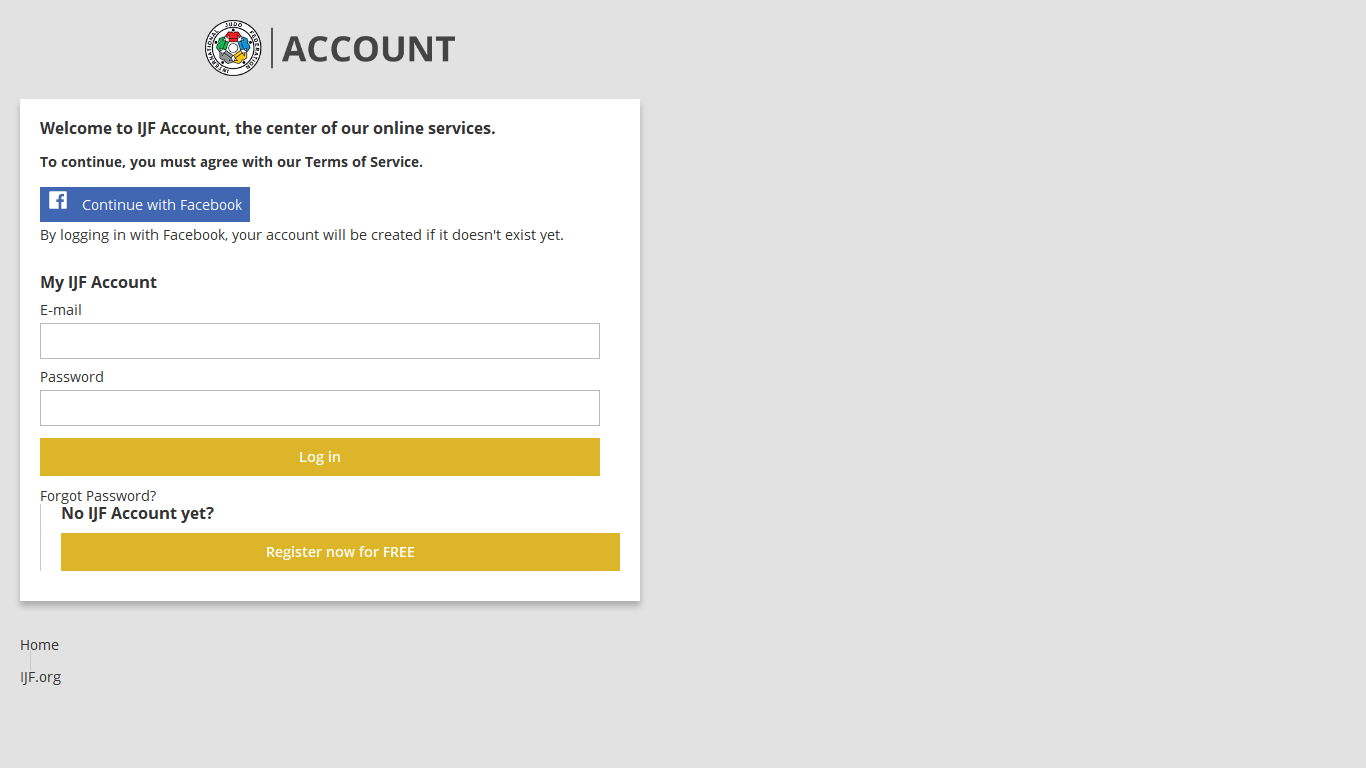 INTERNATIONAL JUDO FEDERATION
ACCOUNT
Welcome to IJF Account, the center of our online services.
To continue, you must agree with our Terms of Service.
Continue with Facebook
By logging in with Facebook, your account will be created if it doesn't exist yet.
My IJF Account
E-mail
Password
Log in
Forgot Password?
No IJF Account yet?
Register now for FREE
Home
IJF.org